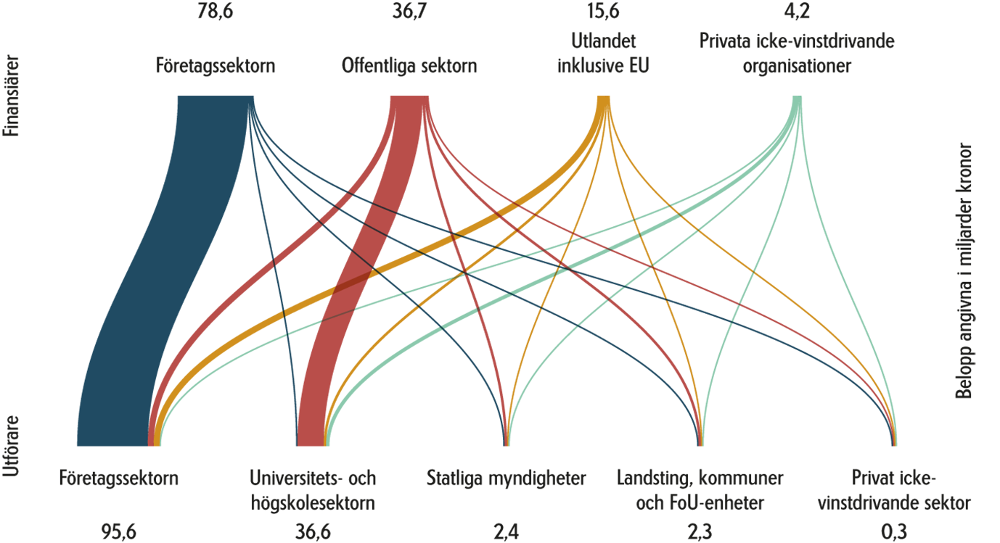 78,6
36,7
15,6
4,2
Företagssektorn
Offentliga sektorn
Utlandet
inklusive EU
Privata icke-vinstdrivande
organisationer
Finansiärer
Belopp angivna i miljarder kronor
Utförare
Företagssektorn
Universitets- och
högskolesektorn
Statliga myndigheter
Landsting, kommuner
och FoU-enheter
Privat icke-
vinstdrivande sektor
95,6
36,6
2,4
2,3
0,3